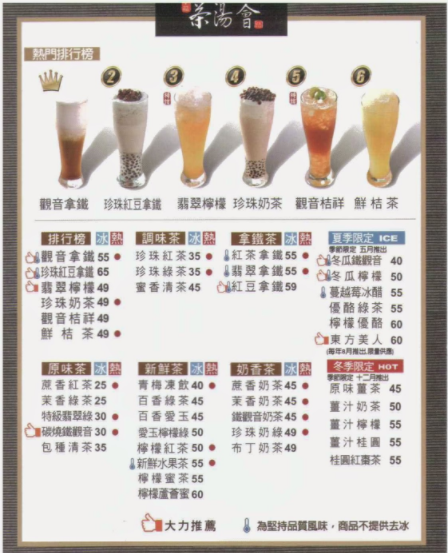 茶湯會
熱門排行榜
2 3 4 5 6
觀音拿鐵 珍珠紅豆拿鐵 翡翠檸檬 珍珠奶茶 觀音桔祥 鮮桔茶
排行榜 冰 熱
觀音拿鐵 55
珍珠紅豆拿鐵 65
翡翠檸檬 49
珍珠奶茶 49
觀音桔祥 49
鮮桔茶 49
調味茶 冰 熱
珍珠紅茶 35
珍珠綠茶 35
蜜香清茶 45
拿鐵茶 冰 熱
紅茶拿鐵 55
翡翠拿鐵 55
紅豆拿鐵 59
夏季限定 ICE
季節限定 五月推出
冬瓜鐵觀音 40
冬瓜檸檬 50
蔓越莓冰醋 55
優酪綠茶 55
檸檬優酪 60
東方美人 60
(每年8月推出,限量供應)
原味茶 冰 熱
蔗香紅茶 25
茉香綠茶 25
特級翡翠綠 30
碳燒鐵觀音 30
包種清茶 35
新鮮茶 冰 熱
青梅凍飲 40
百香綠茶 45
百香愛玉 45
愛玉檸檬綠 50
檸檬紅茶 50
新鮮水果茶 55
檸檬蜜茶 55
檸檬蘆薈蜜 60
奶香茶 冰 熱
蔗香奶茶 45
茉香奶茶 45
鐵觀音奶茶 45
珍珠奶綠 49
布丁奶茶 49
冬季限定 HOT
季節限定 十二月推出
原味薑茶 45
薑汁奶茶 50
薑汁檸檬 55
薑汁桂圓 55
桂圓紅棗茶 55
大力推薦
為堅持品質風味，商品不提供去冰